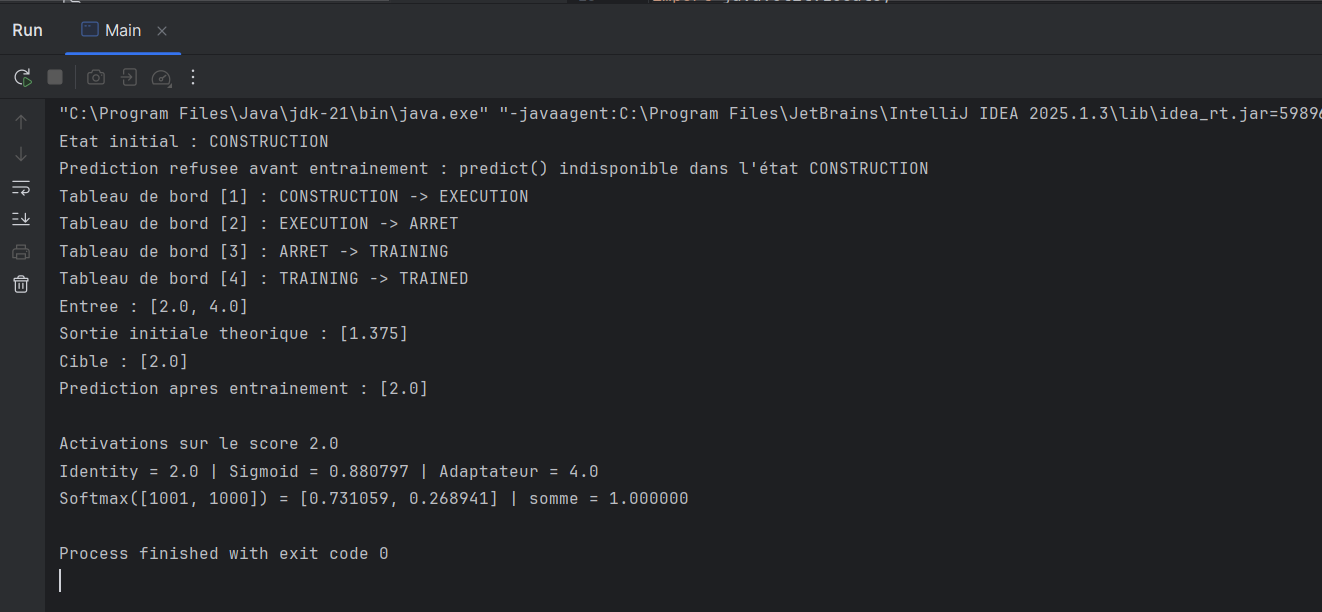 Run
Main
"C:\Program Files\Java\jdk-21\bin\java.exe" "-javaagent:C:\Program Files\JetBrains\IntelliJ IDEA 2025.1.3\lib\idea_rt.jar=5989
Etat initial : CONSTRUCTION
Prediction refusee avant entrainement : predict() indisponible dans l'état CONSTRUCTION
Tableau de bord [1] : CONSTRUCTION -> EXECUTION
Tableau de bord [2] : EXECUTION -> ARRET
Tableau de bord [3] : ARRET -> TRAINING
Tableau de bord [4] : TRAINING -> TRAINED
Entree : [2.0, 4.0]
Sortie initiale theorique : [1.375]
Cible : [2.0]
Prediction apres entrainement : [2.0]
Activations sur le score 2.0
Identity = 2.0 | Sigmoid = 0.880797 | Adaptateur = 4.0
Softmax([1001, 1000]) = [0.731059, 0.268941] | somme = 1.000000
Process finished with exit code 0